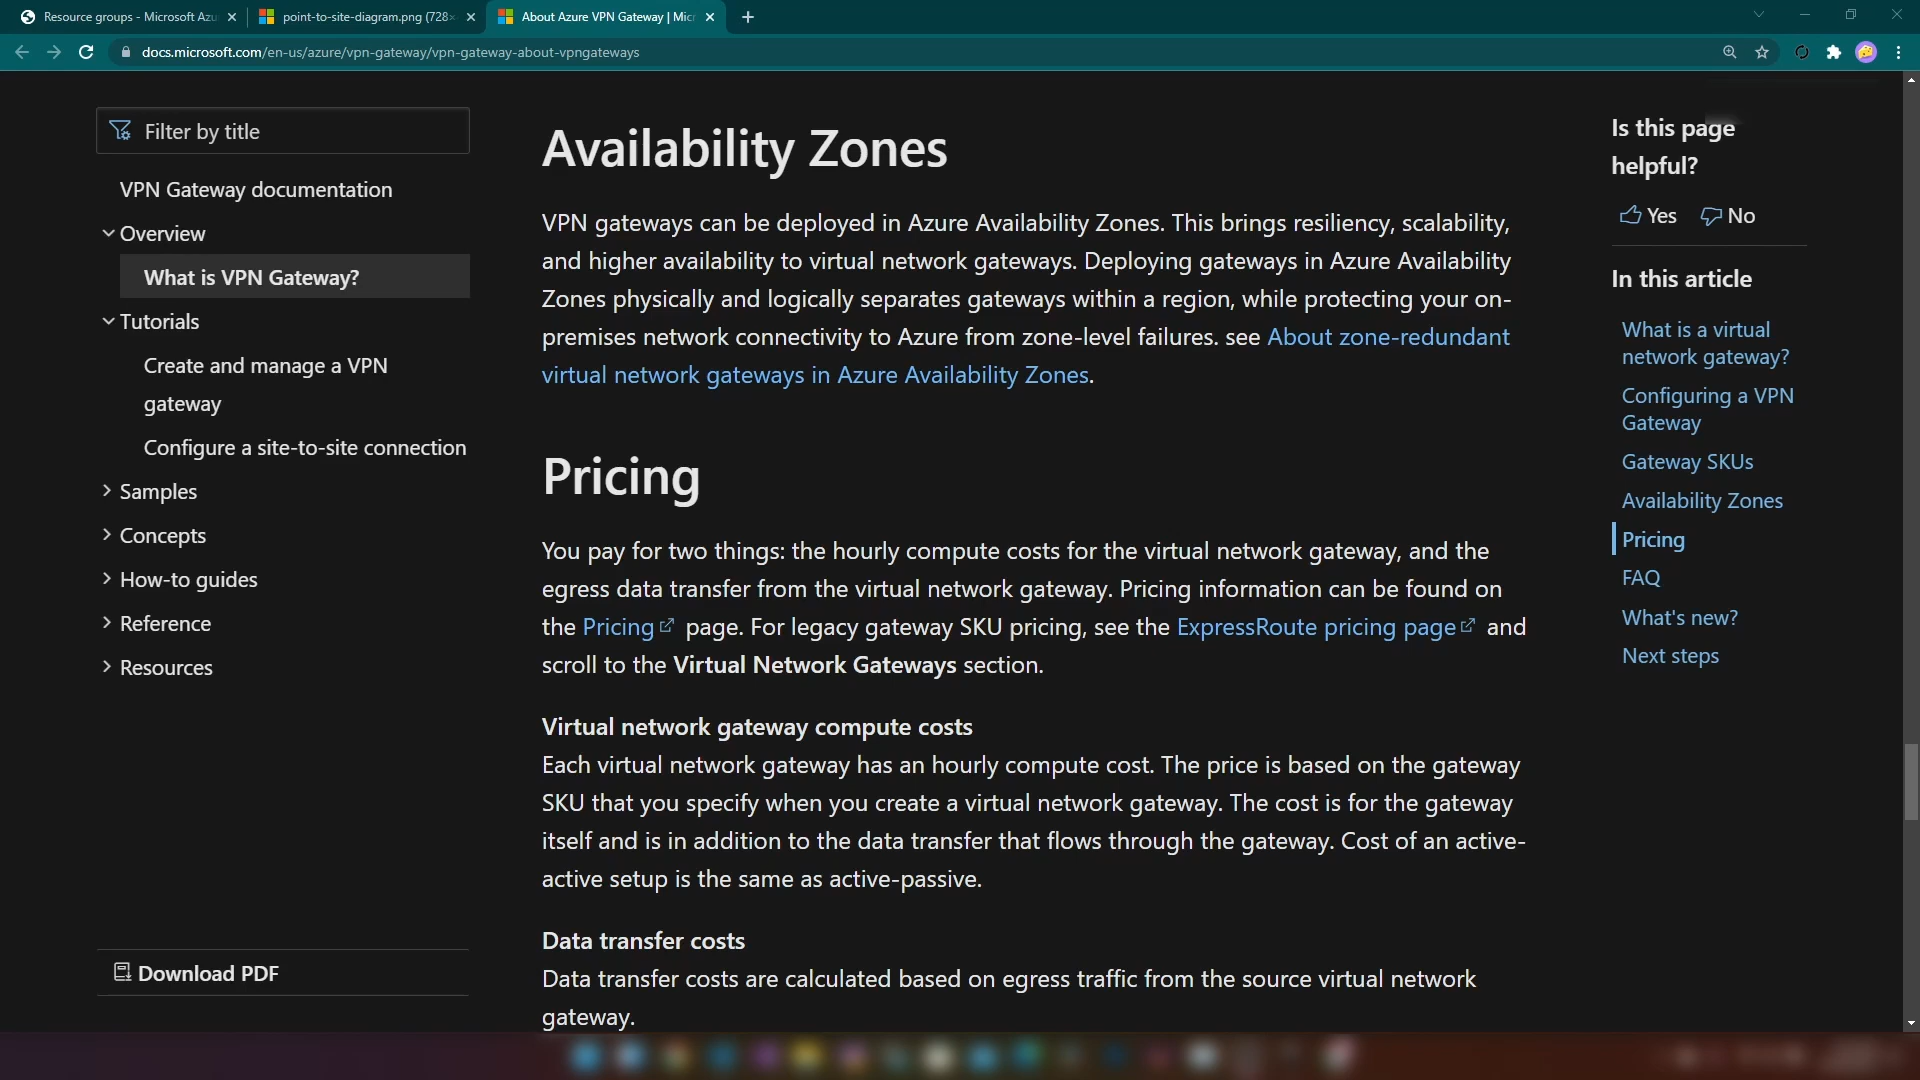 Resource groups - Microsoft Azu
point-to-site-diagram.png (728×
About Azure VPN Gateway | Mic
docs.microsoft.com/en-us/azure/vpn-gateway/vpn-gateway-about-vpngateways
Filter by title
VPN Gateway documentation
Overview
What is VPN Gateway?
Tutorials
Create and manage a VPN
gateway
Configure a site-to-site connection
Samples
Concepts
How-to guides
Reference
Resources
Download PDF
Availability Zones
VPN gateways can be deployed in Azure Availability Zones. This brings resiliency, scalability,
and higher availability to virtual network gateways. Deploying gateways in Azure Availability
Zones physically and logically separates gateways within a region, while protecting your on-
premises network connectivity to Azure from zone-level failures. see About zone-redundant
virtual network gateways in Azure Availability Zones.
Pricing
You pay for two things: the hourly compute costs for the virtual network gateway, and the
egress data transfer from the virtual network gateway. Pricing information can be found on
the Pricing page. For legacy gateway SKU pricing, see the ExpressRoute pricing page and
scroll to the Virtual Network Gateways section.
Virtual network gateway compute costs
Each virtual network gateway has an hourly compute cost. The price is based on the gateway
SKU that you specify when you create a virtual network gateway. The cost is for the gateway
itself and is in addition to the data transfer that flows through the gateway. Cost of an active-
active setup is the same as active-passive.
Data transfer costs
Data transfer costs are calculated based on egress traffic from the source virtual network
gateway.
Is this page
helpful?
Yes No
In this article
What is a virtual
network gateway?
Configuring a VPN
Gateway
Gateway SKUs
Availability Zones
Pricing
FAQ
What's new?
Next steps